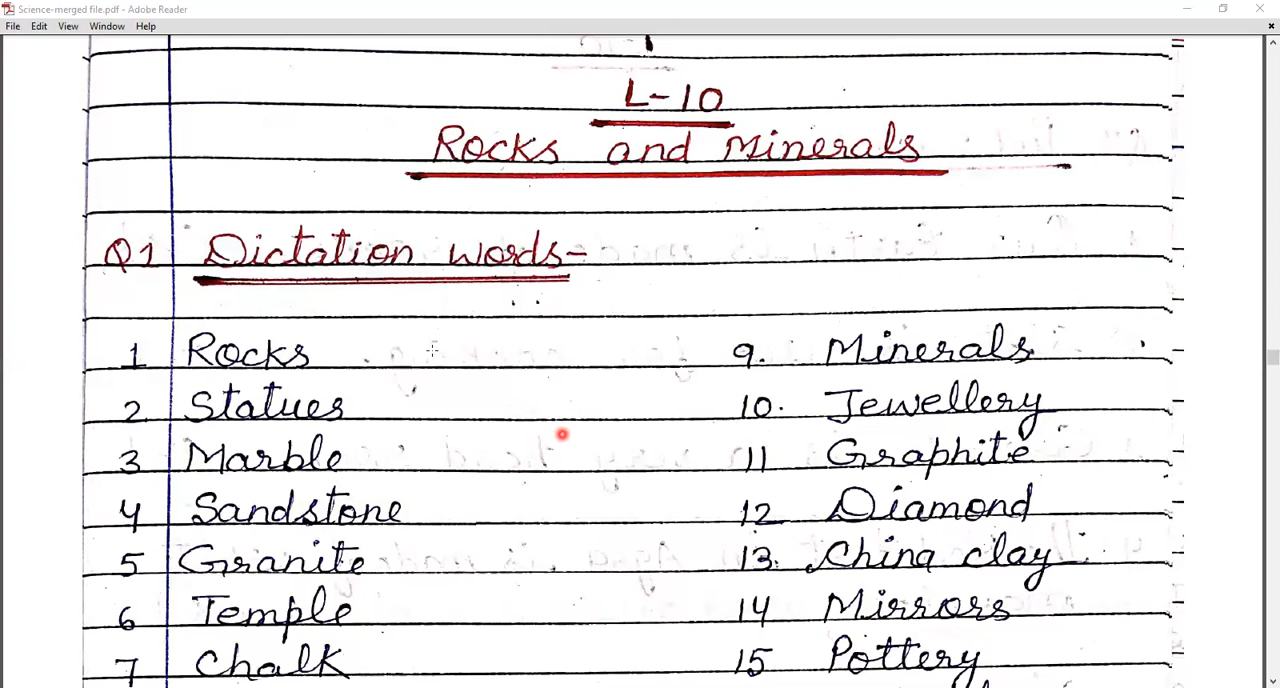 Science-merged file.pdf - Adobe Reader
File Edit View Window Help
L-10
Rocks and Minerals
Q1 Dictation words-
1 Rocks 9. Minerals
2 Statues 10. Jewellery
3 Marble 11 Graphite
4 Sandstone 12 Diamond
5 Granite 13. China clay
6 Temple 14 Mirrors
7 Chalk 15 Pottery